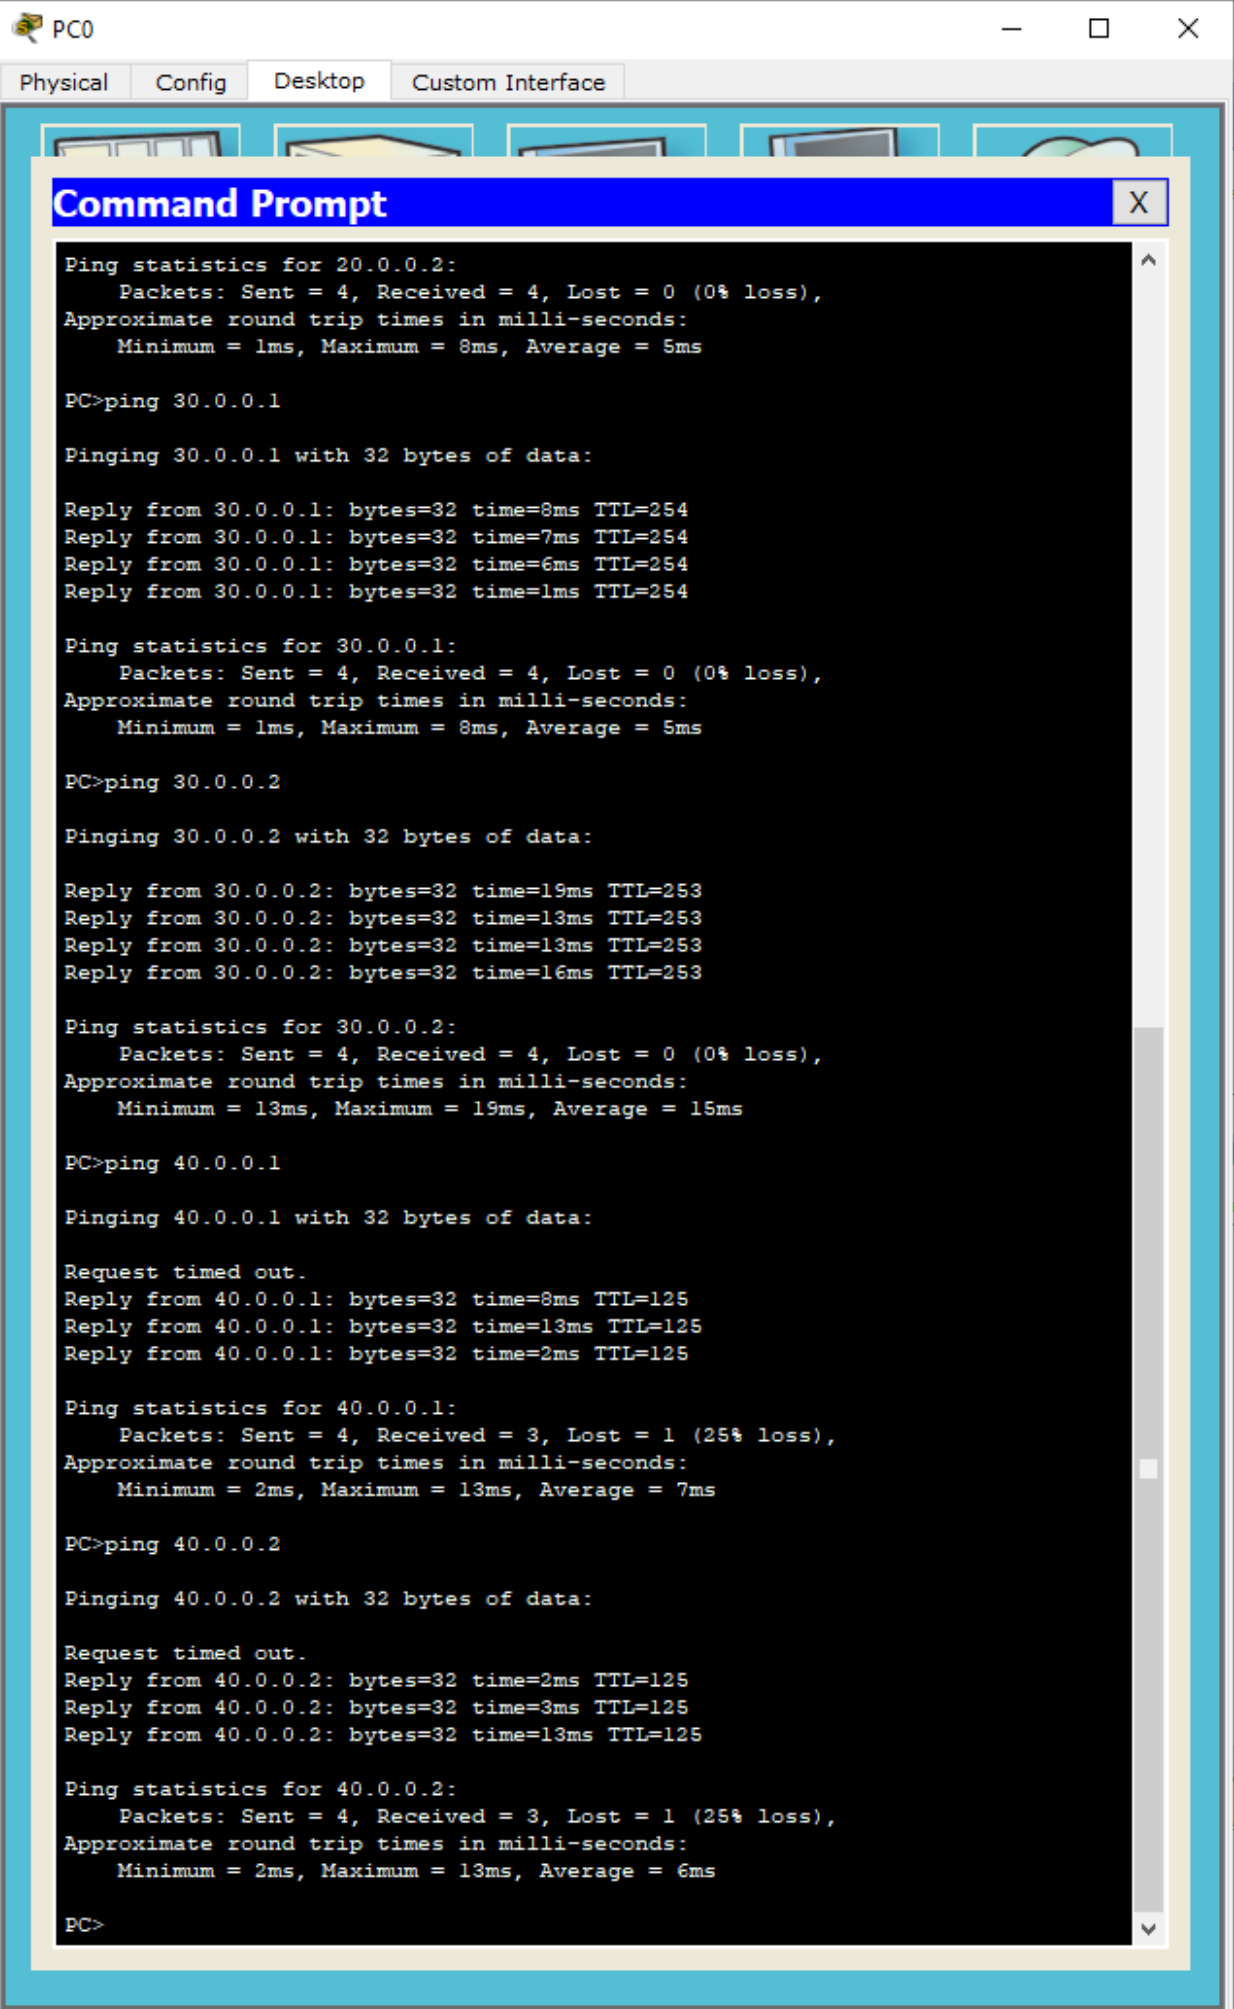 PC0
Physical Config Desktop Custom Interface
Command Prompt X
Ping statistics for 20.0.0.2:
Packets: Sent = 4, Received = 4, Lost = 0 (0% loss),
Approximate round trip times in milli-seconds:
Minimum = 1ms, Maximum = 8ms, Average = 5ms
PC>ping 30.0.0.1
Pinging 30.0.0.1 with 32 bytes of data:
Reply from 30.0.0.1: bytes=32 time=8ms TTL=254
Reply from 30.0.0.1: bytes=32 time=7ms TTL=254
Reply from 30.0.0.1: bytes=32 time=6ms TTL=254
Reply from 30.0.0.1: bytes=32 time=1ms TTL=254
Ping statistics for 30.0.0.1:
Packets: Sent = 4, Received = 4, Lost = 0 (0% loss),
Approximate round trip times in milli-seconds:
Minimum = 1ms, Maximum = 8ms, Average = 5ms
PC>ping 30.0.0.2
Pinging 30.0.0.2 with 32 bytes of data:
Reply from 30.0.0.2: bytes=32 time=19ms TTL=253
Reply from 30.0.0.2: bytes=32 time=13ms TTL=253
Reply from 30.0.0.2: bytes=32 time=13ms TTL=253
Reply from 30.0.0.2: bytes=32 time=16ms TTL=253
Ping statistics for 30.0.0.2:
Packets: Sent = 4, Received = 4, Lost = 0 (0% loss),
Approximate round trip times in milli-seconds:
Minimum = 13ms, Maximum = 19ms, Average = 15ms
PC>ping 40.0.0.1
Pinging 40.0.0.1 with 32 bytes of data:
Request timed out.
Reply from 40.0.0.1: bytes=32 time=8ms TTL=125
Reply from 40.0.0.1: bytes=32 time=13ms TTL=125
Reply from 40.0.0.1: bytes=32 time=2ms TTL=125
Ping statistics for 40.0.0.1:
Packets: Sent = 4, Received = 3, Lost = 1 (25% loss),
Approximate round trip times in milli-seconds:
Minimum = 2ms, Maximum = 13ms, Average = 7ms
PC>ping 40.0.0.2
Pinging 40.0.0.2 with 32 bytes of data:
Request timed out.
Reply from 40.0.0.2: bytes=32 time=2ms TTL=125
Reply from 40.0.0.2: bytes=32 time=3ms TTL=125
Reply from 40.0.0.2: bytes=32 time=13ms TTL=125
Ping statistics for 40.0.0.2:
Packets: Sent = 4, Received = 3, Lost = 1 (25% loss),
Approximate round trip times in milli-seconds:
Minimum = 2ms, Maximum = 13ms, Average = 6ms
PC>